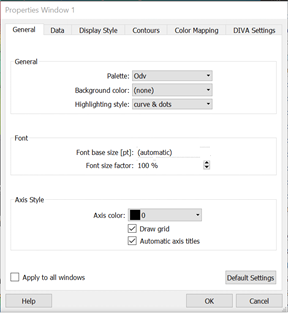 Properties Window 1
General Data Display Style Contours Color Mapping DIVA Settings
General
Palette: Odv
Background color: (none)
Highlighting style: curve & dots
Font
Font base size [pt]: (automatic)
Font size factor: 100 %
Axis Style
Axis color: 0
Draw grid
Automatic axis titles
Apply to all windows Default Settings
Help OK Cancel